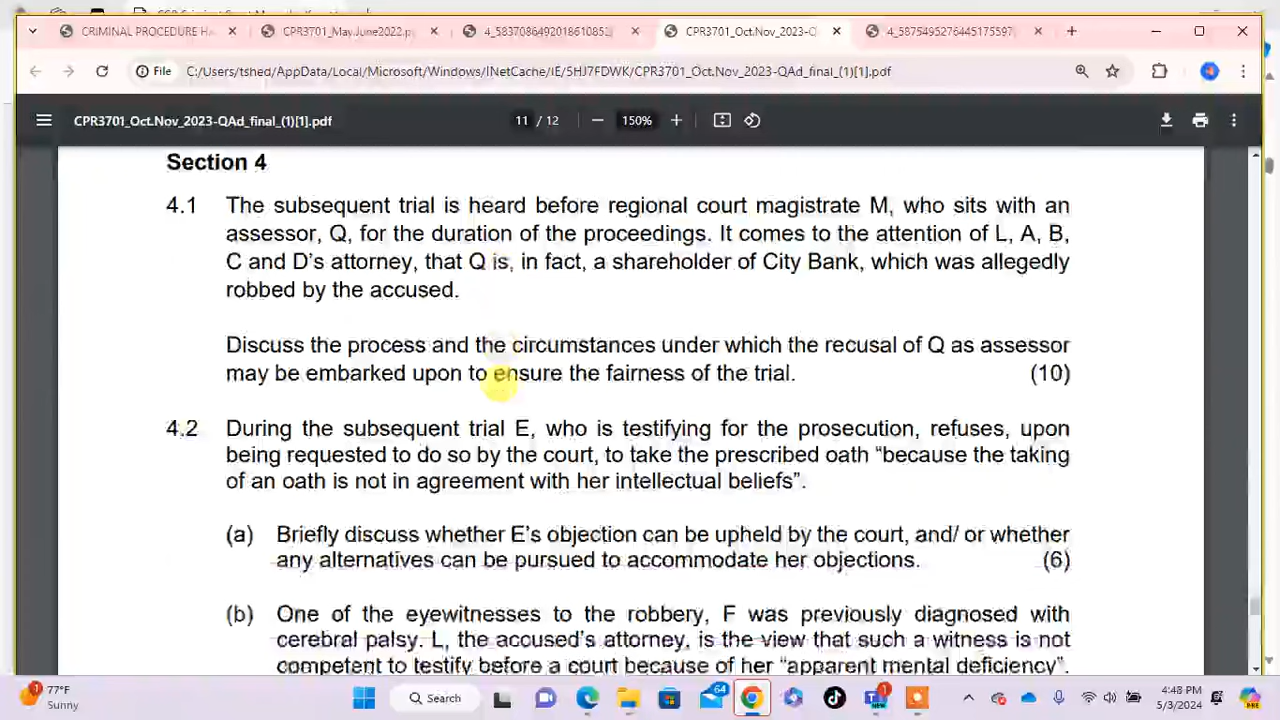 CRIMINAL PROCEDURE H
CPR3701_May.June2022.p
4_5837086492018610852
CPR3701_Oct.Nov_2023-Q
4_5875495276445175597
File
C:/Users/tshed/AppData/Local/Microsoft/Windows/INetCache/IE/5HJ7FDWK/CPR3701_Oct.Nov_2023-QAd_final_(1)[1].pdf
CPR3701_Oct.Nov_2023-QAd_final_(1)[1].pdf
11 / 12
150%
Section 4
4.1 The subsequent trial is heard before regional court magistrate M, who sits with an
assessor, Q, for the duration of the proceedings. It comes to the attention of L, A, B,
C and D's attorney, that Q is, in fact, a shareholder of City Bank, which was allegedly
robbed by the accused.
Discuss the process and the circumstances under which the recusal of Q as assessor
may be embarked upon to ensure the fairness of the trial. (10)
4.2 During the subsequent trial E, who is testifying for the prosecution, refuses, upon
being requested to do so by the court, to take the prescribed oath “because the taking
of an oath is not in agreement with her intellectual beliefs”.
(a) Briefly discuss whether E's objection can be upheld by the court, and/ or whether
any alternatives can be pursued to accommodate her objections. (6)
(b) One of the eyewitnesses to the robbery, F was previously diagnosed with
cerebral palsy. L, the accused's attorney, is the view that such a witness is not
competent to testify before a court because of her “apparent mental deficiency”.
1
77°F
Sunny
Search
64
NEW
1
PRE
4:48 PM
5/3/2024